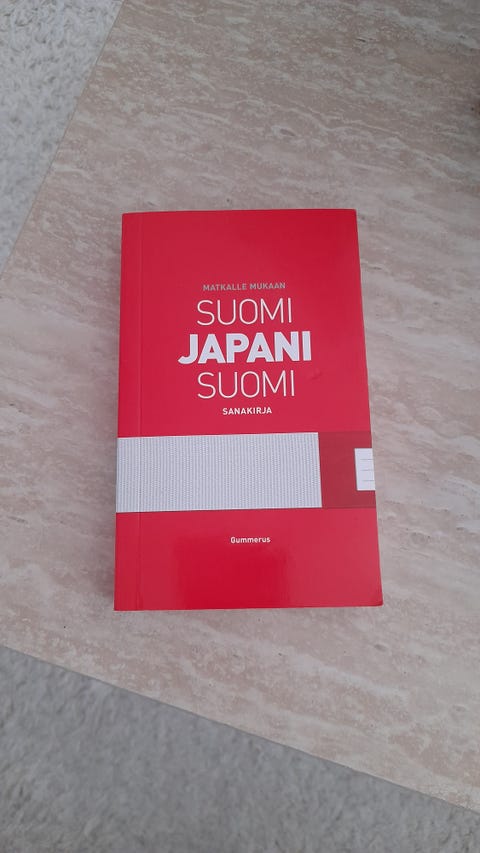 MATKALLE MUKAAN
SUOMI
JAPANI
SUOMI
SANAKIRJA
Gummerus